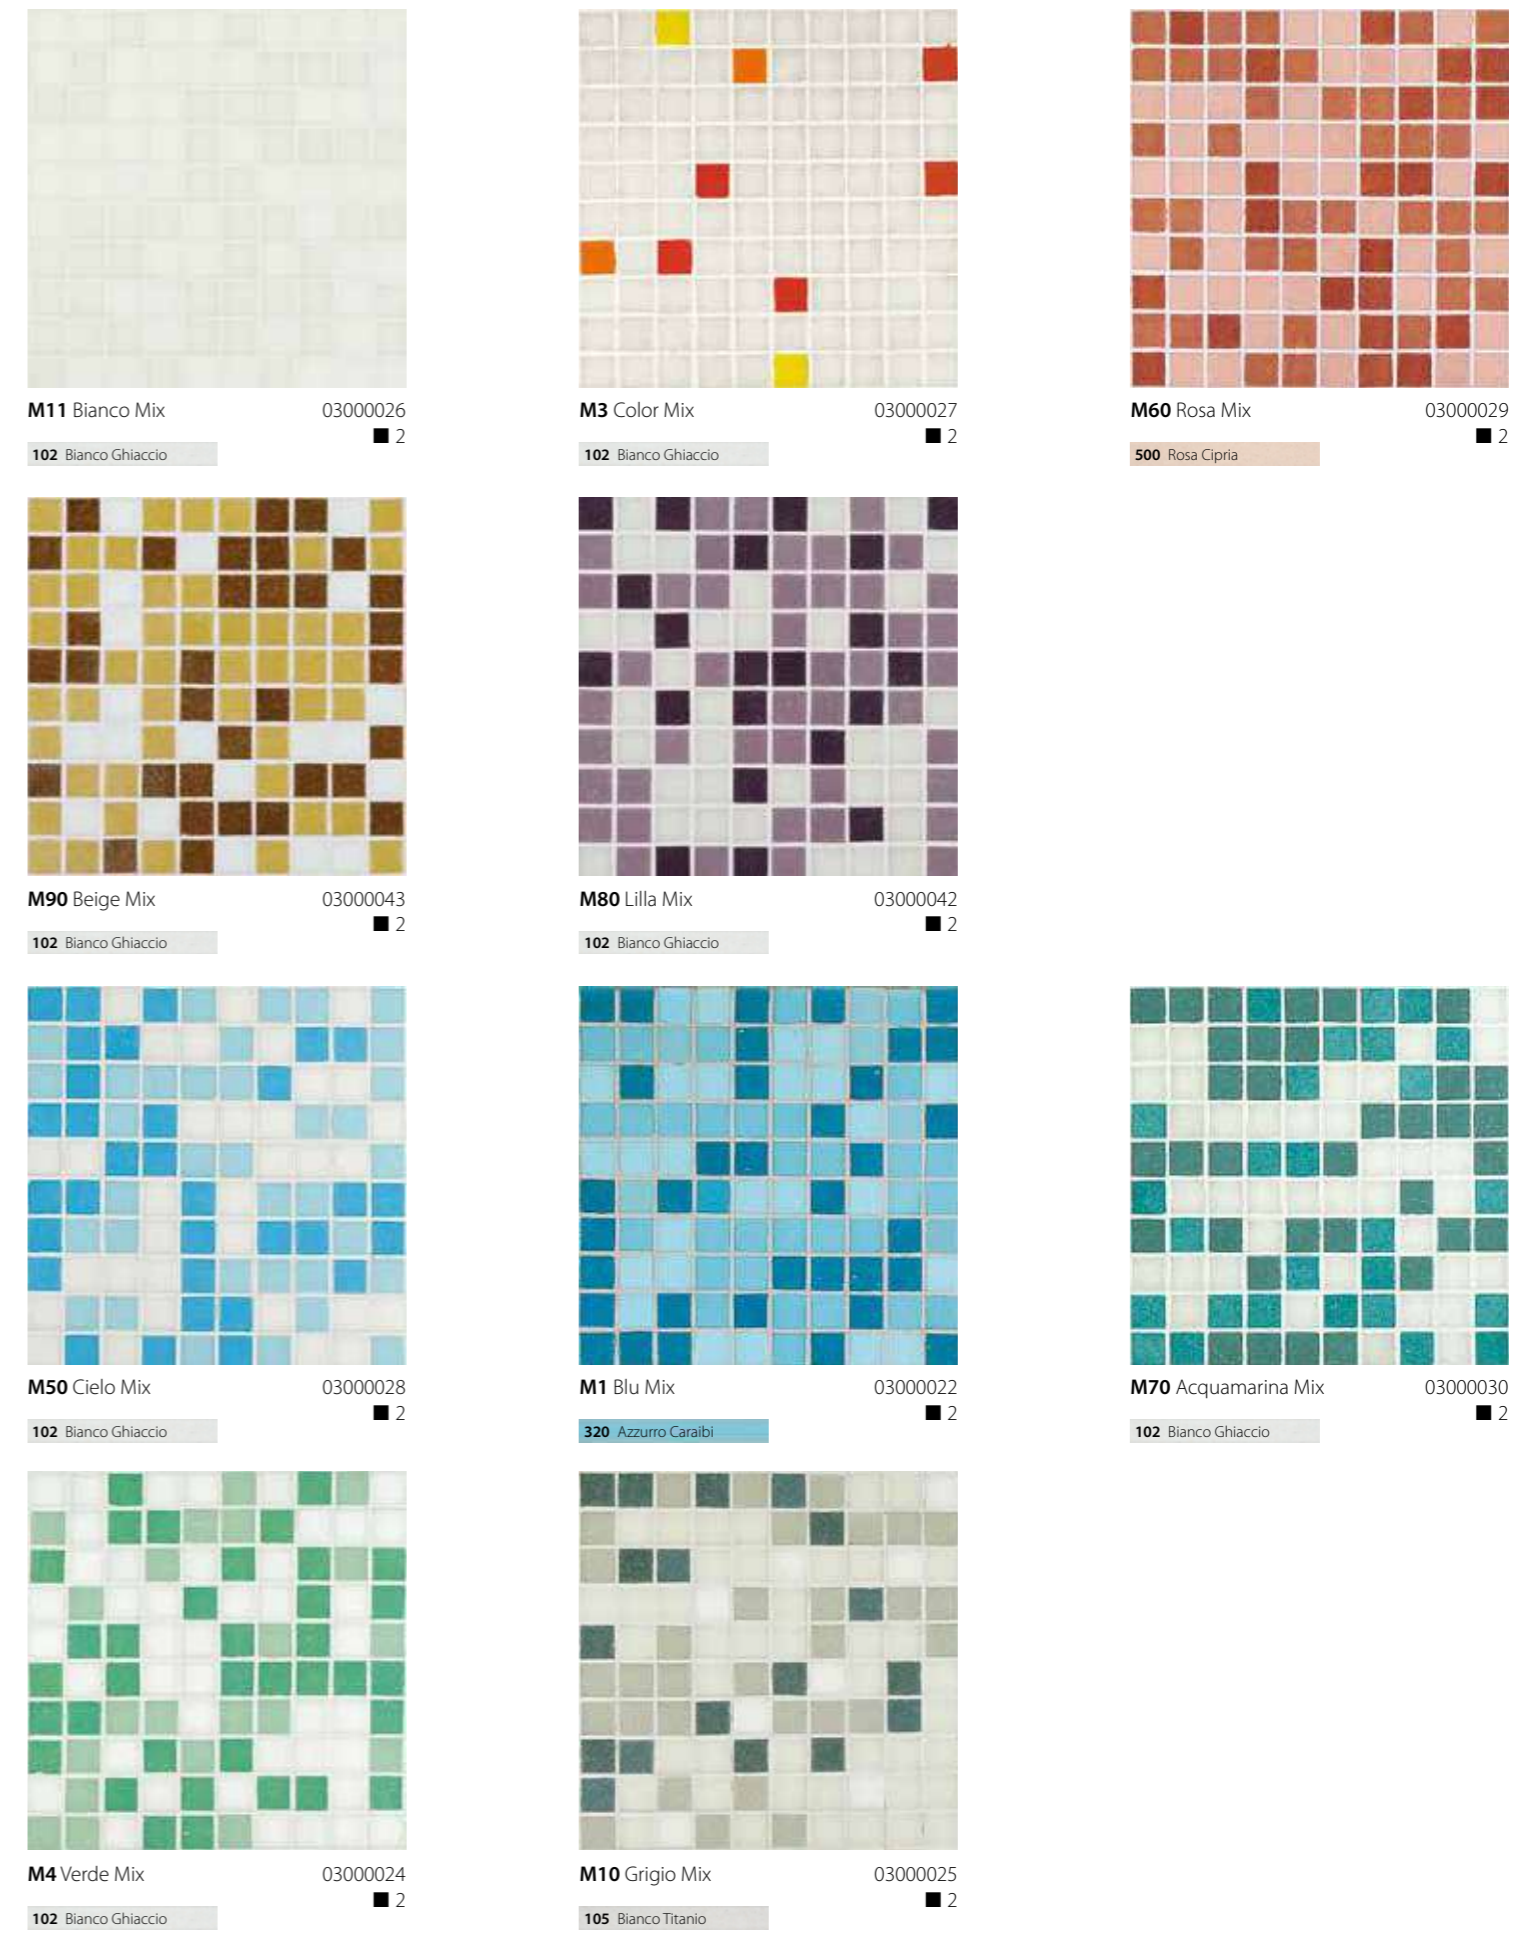 M11 Bianco Mix 03000026
■ 2
102 Bianco Ghiaccio
M3 Color Mix 03000027
■ 2
102 Bianco Ghiaccio
M60 Rosa Mix 03000029
■ 2
500 Rosa Cipria
M90 Beige Mix 03000043
■ 2
102 Bianco Ghiaccio
M80 Lilla Mix 03000042
■ 2
102 Bianco Ghiaccio
M50 Cielo Mix 03000028
■ 2
102 Bianco Ghiaccio
M1 Blu Mix 03000022
■ 2
320 Azzurro Caraibi
M70 Acquamarina Mix 03000030
■ 2
102 Bianco Ghiaccio
M4 Verde Mix 03000024
■ 2
102 Bianco Ghiaccio
M10 Grigio Mix 03000025
■ 2
105 Bianco Titanio